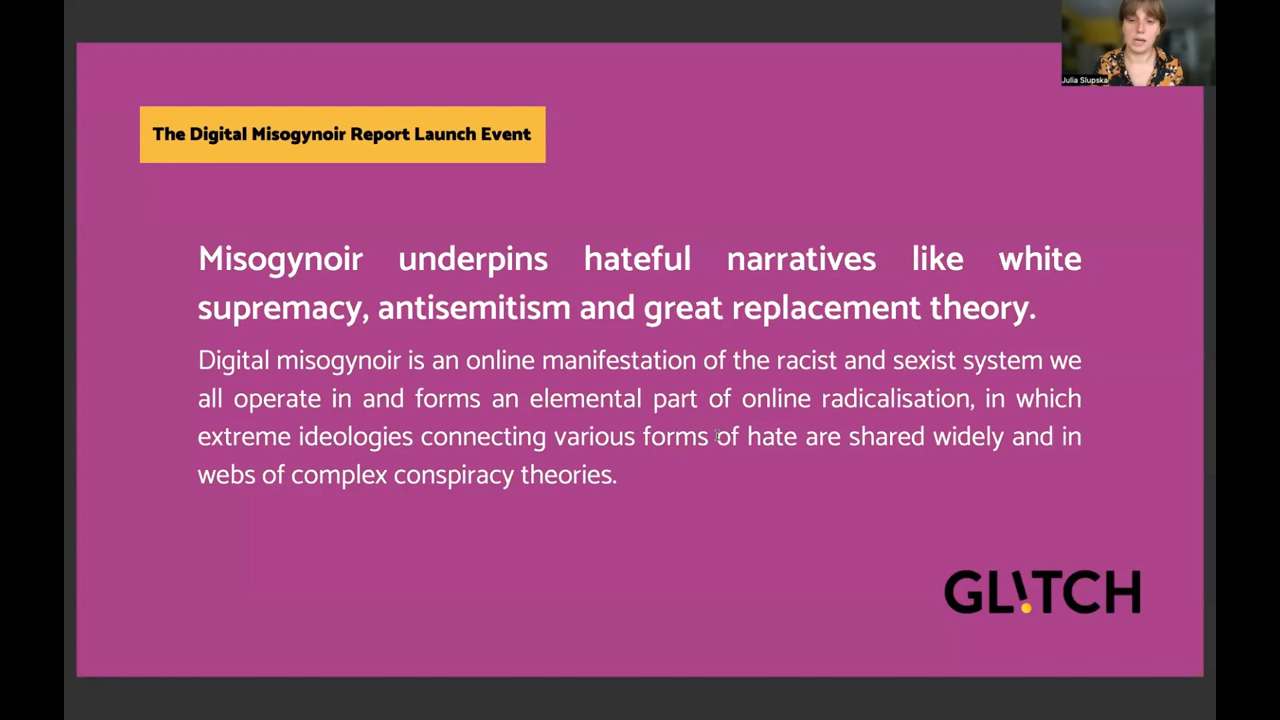 Julia Slupska
The Digital Misogynoir Report Launch Event
Misogynoir underpins hateful narratives like white
supremacy, antisemitism and great replacement theory.
Digital misogynoir is an online manifestation of the racist and sexist system we
all operate in and forms an elemental part of online radicalisation, in which
extreme ideologies connecting various forms of hate are shared widely and in
webs of complex conspiracy theories.
GL!TCH